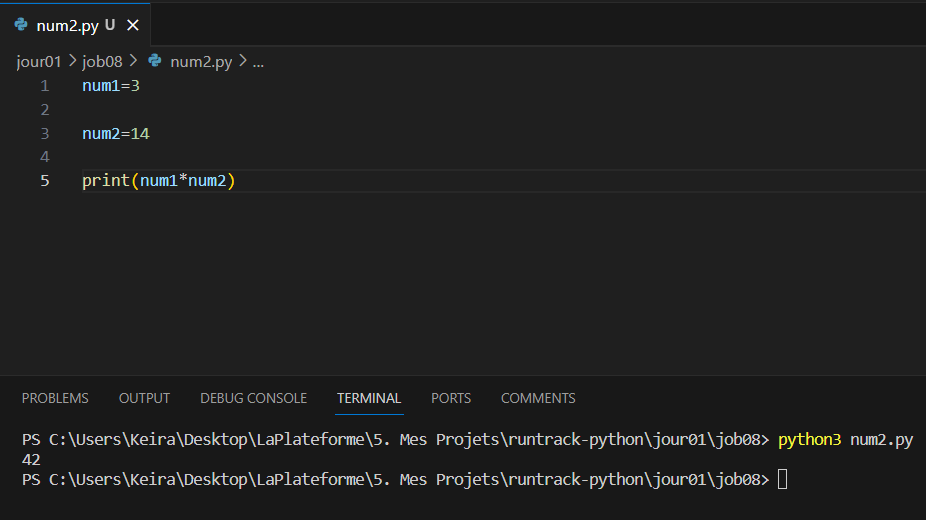 num2.py U ×
jour01 > job08 > num2.py > ...
1 num1=3
2
3 num2=14
4
5 print(num1*num2)
PROBLEMS OUTPUT DEBUG CONSOLE TERMINAL PORTS COMMENTS
PS C:\Users\Keira\Desktop\LaPlateforme\5. Mes Projets\runtrack-python\jour01\job08> python3 num2.py
42
PS C:\Users\Keira\Desktop\LaPlateforme\5. Mes Projets\runtrack-python\jour01\job08>